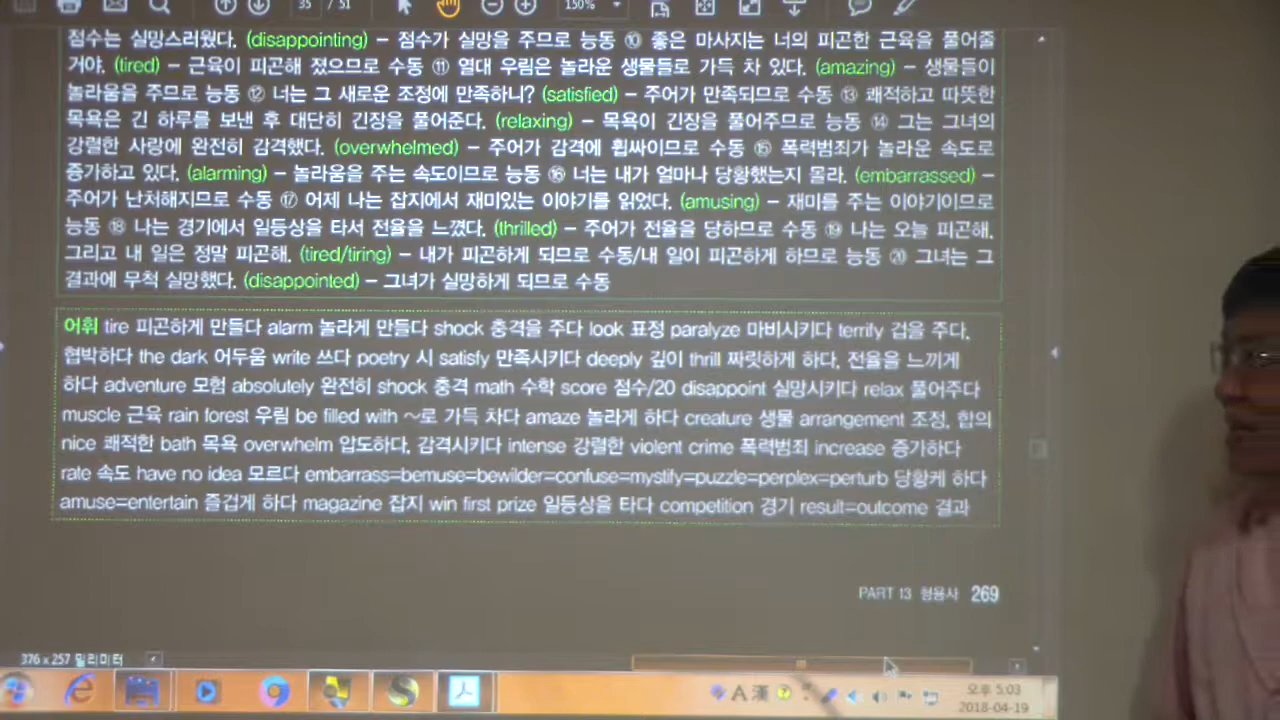 35 / 51 150%
점수는 실망스러웠다. (disappointing) – 점수가 실망을 주므로 능동 ⑩ 좋은 마사지는 너의 피곤한 근육을 풀어줄
거야. (tired) – 근육이 피곤해 졌으므로 수동 ⑪ 열대 우림은 놀라운 생물들로 가득 차 있다. (amazing) – 생물들이
놀라움을 주므로 능동 ⑫ 너는 그 새로운 조정에 만족하니? (satisfied) – 주어가 만족되므로 수동 ⑬ 쾌적하고 따뜻한
목욕은 긴 하루를 보낸 후 대단히 긴장을 풀어준다. (relaxing) – 목욕이 긴장을 풀어주므로 능동 ⑭ 그는 그녀의
강렬한 사랑에 완전히 감격했다. (overwhelmed) – 주어가 감격에 휩싸이므로 수동 ⑮ 폭력범죄가 놀라운 속도로
증가하고 있다. (alarming) – 놀라움을 주는 속도이므로 능동 ⑯ 너는 내가 얼마나 당황했는지 몰라. (embarrassed) –
주어가 난처해지므로 수동 ⑰ 어제 나는 잡지에서 재미있는 이야기를 읽었다. (amusing) – 재미를 주는 이야기이므로
능동 ⑱ 나는 경기에서 일등상을 타서 전율을 느꼈다. (thrilled) – 주어가 전율을 당하므로 수동 ⑲ 나는 오늘 피곤해.
그리고 내 일은 정말 피곤해. (tired/tiring) – 내가 피곤하게 되므로 수동/내 일이 피곤하게 하므로 능동 ⑳ 그녀는 그
결과에 무척 실망했다. (disappointed) – 그녀가 실망하게 되므로 수동
어휘 tire 피곤하게 만들다 alarm 놀라게 만들다 shock 충격을 주다 look 표정 paralyze 마비시키다 terrify 겁을 주다,
협박하다 the dark 어두움 write 쓰다 poetry 시 satisfy 만족시키다 deeply 깊이 thrill 짜릿하게 하다, 전율을 느끼게
하다 adventure 모험 absolutely 완전히 shock 충격 math 수학 score 점수/20 disappoint 실망시키다 relax 풀어주다
muscle 근육 rain forest 우림 be filled with ~로 가득 차다 amaze 놀라게 하다 creature 생물 arrangement 조정, 합의
nice 쾌적한 bath 목욕 overwhelm 압도하다, 감격시키다 intense 강렬한 violent crime 폭력범죄 increase 증가하다
rate 속도 have no idea 모르다 embarrass=bemuse=bewilder=confuse=mystify=puzzle=perplex=perturb 당황케 하다
amuse=entertain 즐겁게 하다 magazine 잡지 win first prize 일등상을 타다 competition 경기 result=outcome 결과
PART 13 형용사 269
376 x 257 밀리미터
A 漢
오후 5:03
2018-04-19